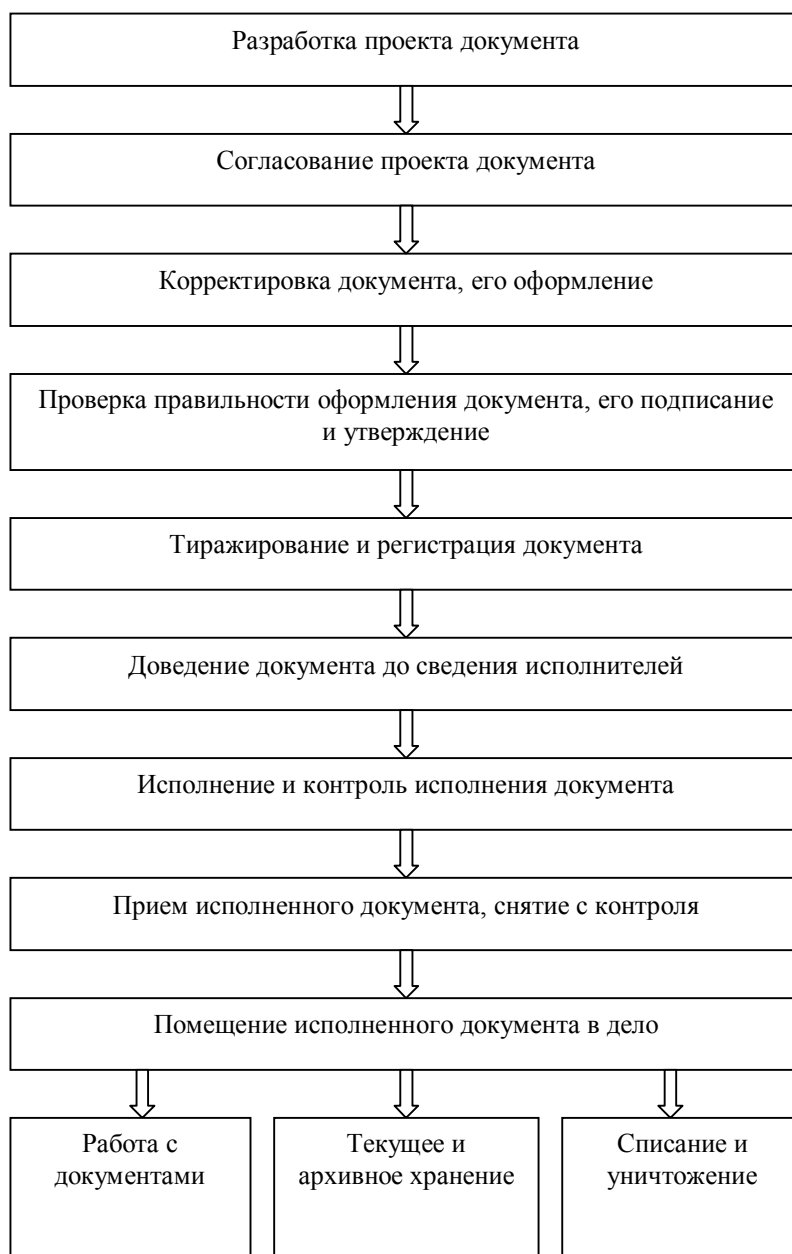 Разработка проекта документа
Согласование проекта документа
Корректировка документа, его оформление
Проверка правильности оформления документа, его подписание
и утверждение
Тиражирование и регистрация документа
Доведение документа до сведения исполнителей
Исполнение и контроль исполнения документа
Прием исполненного документа, снятие с контроля
Помещение исполненного документа в дело
Работа с
документами
Текущее и
архивное хранение
Списание и
уничтожение